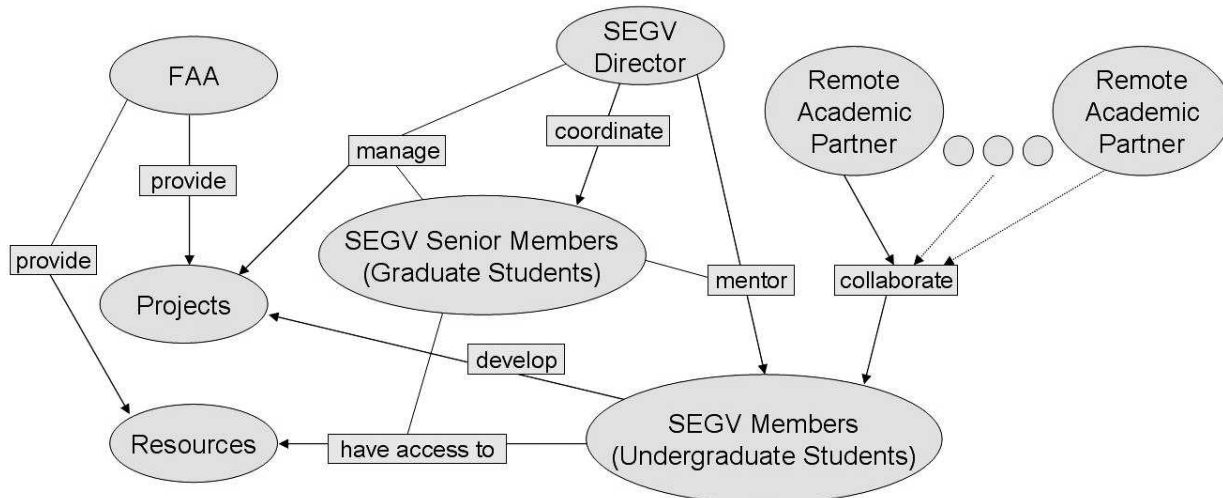 SEGV
Director
FAA
Remote
Academic
Partner
Remote
Academic
Partner
coordinate
manage
provide
SEGV Senior Members
(Graduate Students)
provide
mentor
collaborate
Projects
develop
SEGV Members
(Undergraduate Students)
Resources
have access to